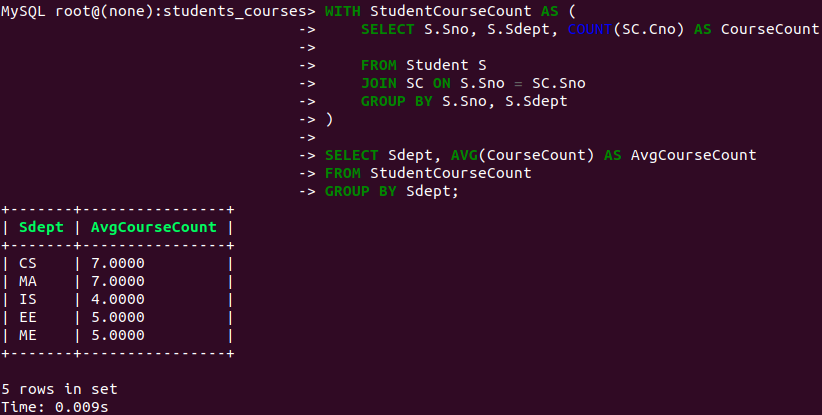 MySQL root@(none):students_courses> WITH StudentCourseCount AS (
                                 ->     SELECT S.Sno, S.Sdept, COUNT(SC.Cno) AS CourseCount
                                 ->
                                 ->     FROM Student S
                                 ->     JOIN SC ON S.Sno = SC.Sno
                                 ->     GROUP BY S.Sno, S.Sdept
                                 -> )
                                 ->
                                 -> SELECT Sdept, AVG(CourseCount) AS AvgCourseCount
                                 -> FROM StudentCourseCount
                                 -> GROUP BY Sdept;
+-------+----------------+
| Sdept | AvgCourseCount |
+-------+----------------+
| CS    | 7.0000         |
| MA    | 7.0000         |
| IS    | 4.0000         |
| EE    | 5.0000         |
| ME    | 5.0000         |
+-------+----------------+

5 rows in set
Time: 0.009s